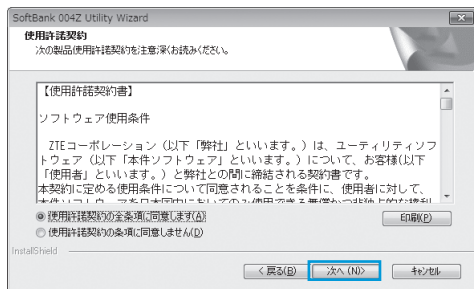 SoftBank 004Z Utility Wizard
使用許諾契約
次の製品使用許諾契約を注意深くお読みください。
【使用許諾契約書】
ソフトウェア使用条件
ZTEコーポレーション（以下「弊社」といいます。）は、ユーティリティソフ
トウェア（以下「本件ソフトウェア」といいます。）について、お客様(以下
「使用者」といいます。）と弊社との間に締結される契約書です。
本契約に定める使用条件について同意されることを条件に、使用者に対して、
使用許諾契約の全条項に同意します(A)
印刷(P)
使用許諾契約の条項に同意しません(D)
InstallShield
< 戻る(B)
次へ (N)>
キャンセル